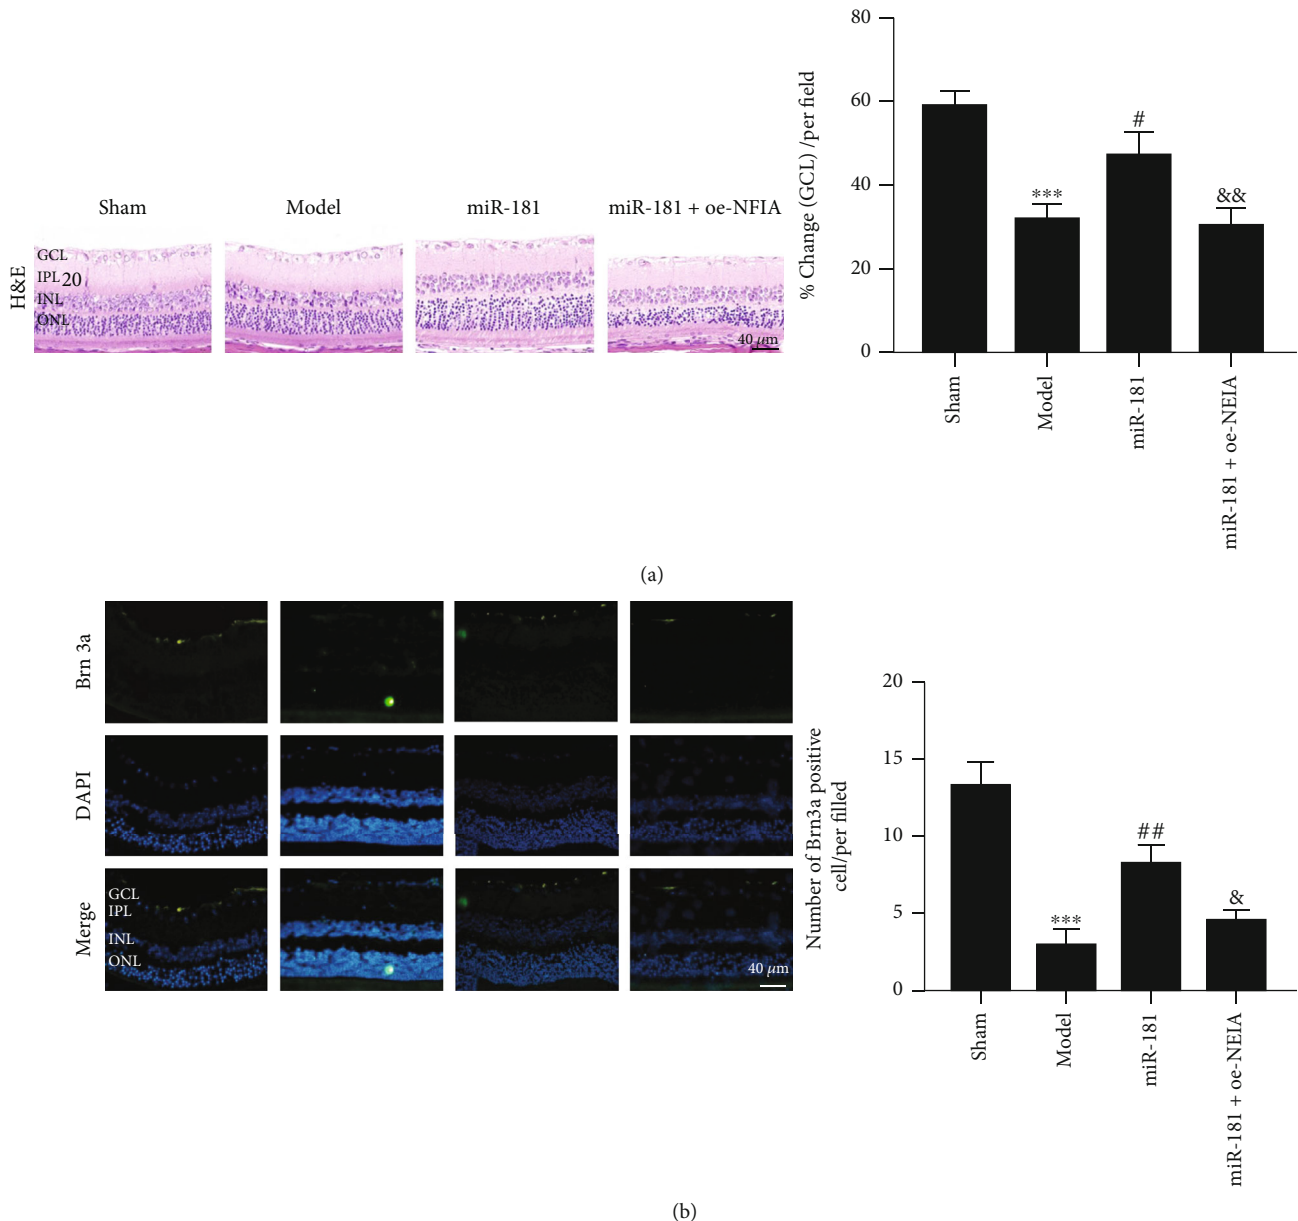 Sham
Model
miR-181
miR-181 + oe-NFIA
H&E
GCL
IPL 20
INL
ONL
40 μm
% Change (GCL) /per field
80
60
40
20
0
***
#
&&
Sham
Model
miR-181
miR-181 + oe-NEIA
(a)
Brn 3a
DAPI
Merge
GCL
IPL
INL
ONL
40 μm
Number of Brn3a positive
cell/per filled
20
15
10
5
0
***
##
&
Sham
Model
miR-181
miR-181 + oe-NEIA
(b)